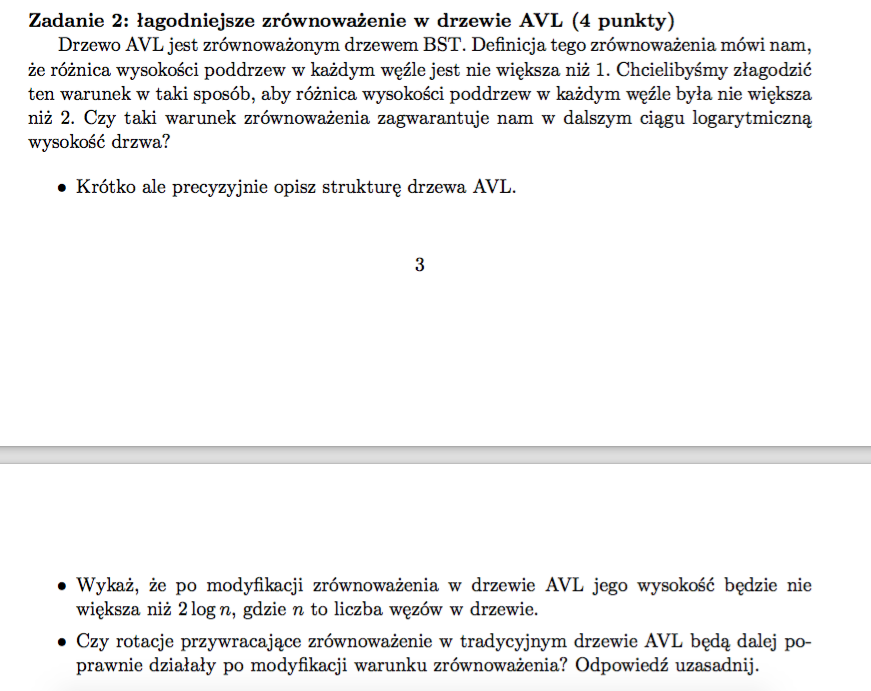 Zadanie 2: łagodniejsze zrównoważenie w drzewie AVL (4 punkty)
Drzewo AVL jest zrównoważonym drzewem BST. Definicja tego zrównoważenia mówi nam,
że różnica wysokości poddrzew w każdym węźle jest nie większa niż 1. Chcielibyśmy złagodzić
ten warunek w taki sposób, aby różnica wysokości poddrzew w każdym węźle była nie większa
niż 2. Czy taki warunek zrównoważenia zagwarantuje nam w dalszym ciągu logarytmiczną
wysokość drzwa?
• Krótko ale precyzyjnie opisz strukturę drzewa AVL.
3
• Wykaż, że po modyfikacji zrównoważenia w drzewie AVL jego wysokość będzie nie
większa niż 2 log n, gdzie n to liczba węzów w drzewie.
• Czy rotacje przywracające zrównoważenie w tradycyjnym drzewie AVL będą dalej po-
prawnie działały po modyfikacji warunku zrównoważenia? Odpowiedź uzasadnij.